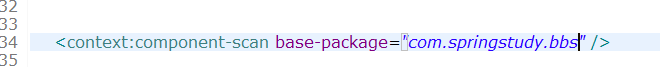 32
33
34 <context:component-scan base-package="com.springstudy.bbs" />
35